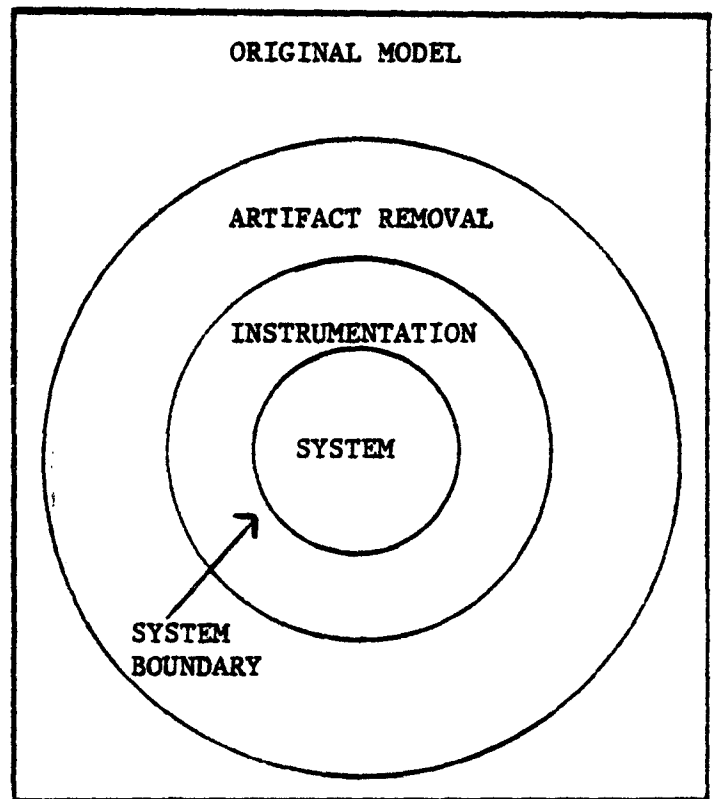 ORIGINAL MODEL
ARTIFACT REMOVAL
INSTRUMENTATION
SYSTEM
SYSTEM
BOUNDARY